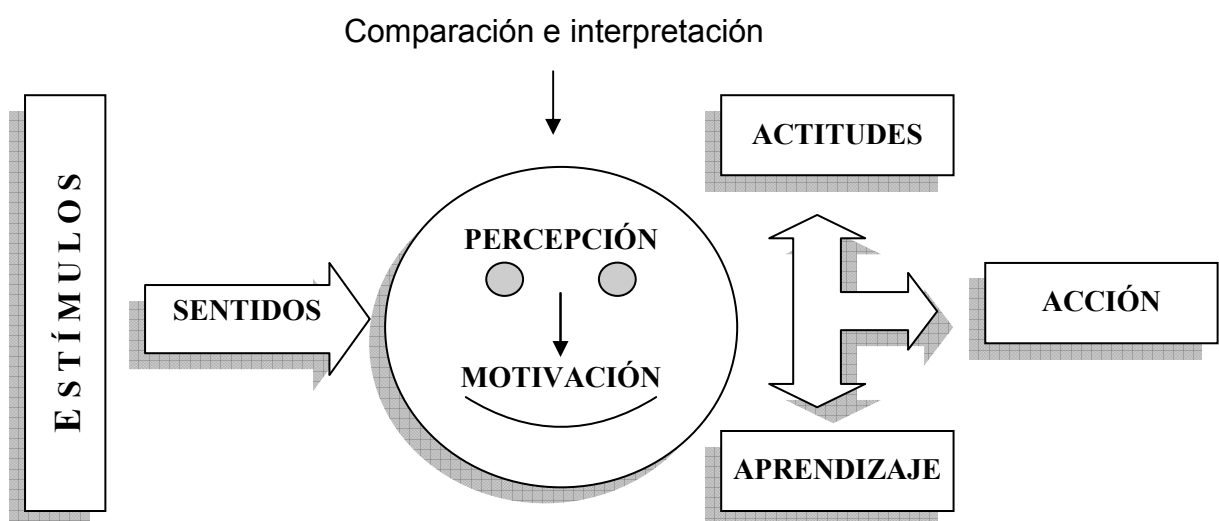 Comparación e interpretación
ESTÍMULOS
SENTIDOS
PERCEPCIÓN
MOTIVACIÓN
ACTITUDES
ACCIÓN
APRENDIZAJE